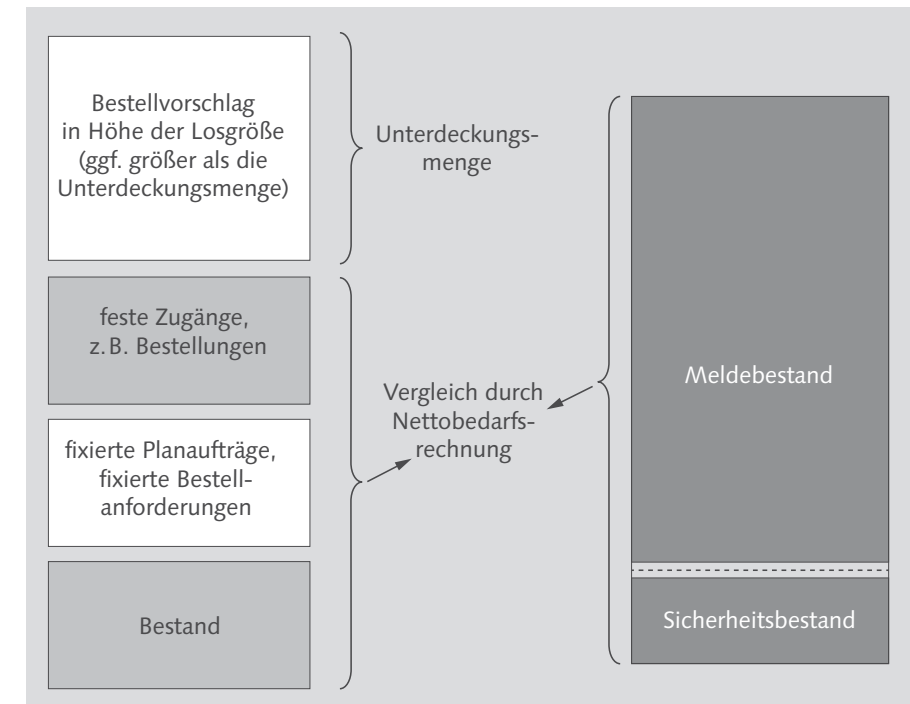 Bestellvorschlag
in Höhe der Losgröße
(ggf. größer als die
Unterdeckungsmenge)
Unterdeckungs-
menge
feste Zugänge,
z. B. Bestellungen
Vergleich durch
Nettobedarfs-
rechnung
Meldebestand
fixierte Planaufträge,
fixierte Bestell-
anforderungen
Bestand
Sicherheitsbestand